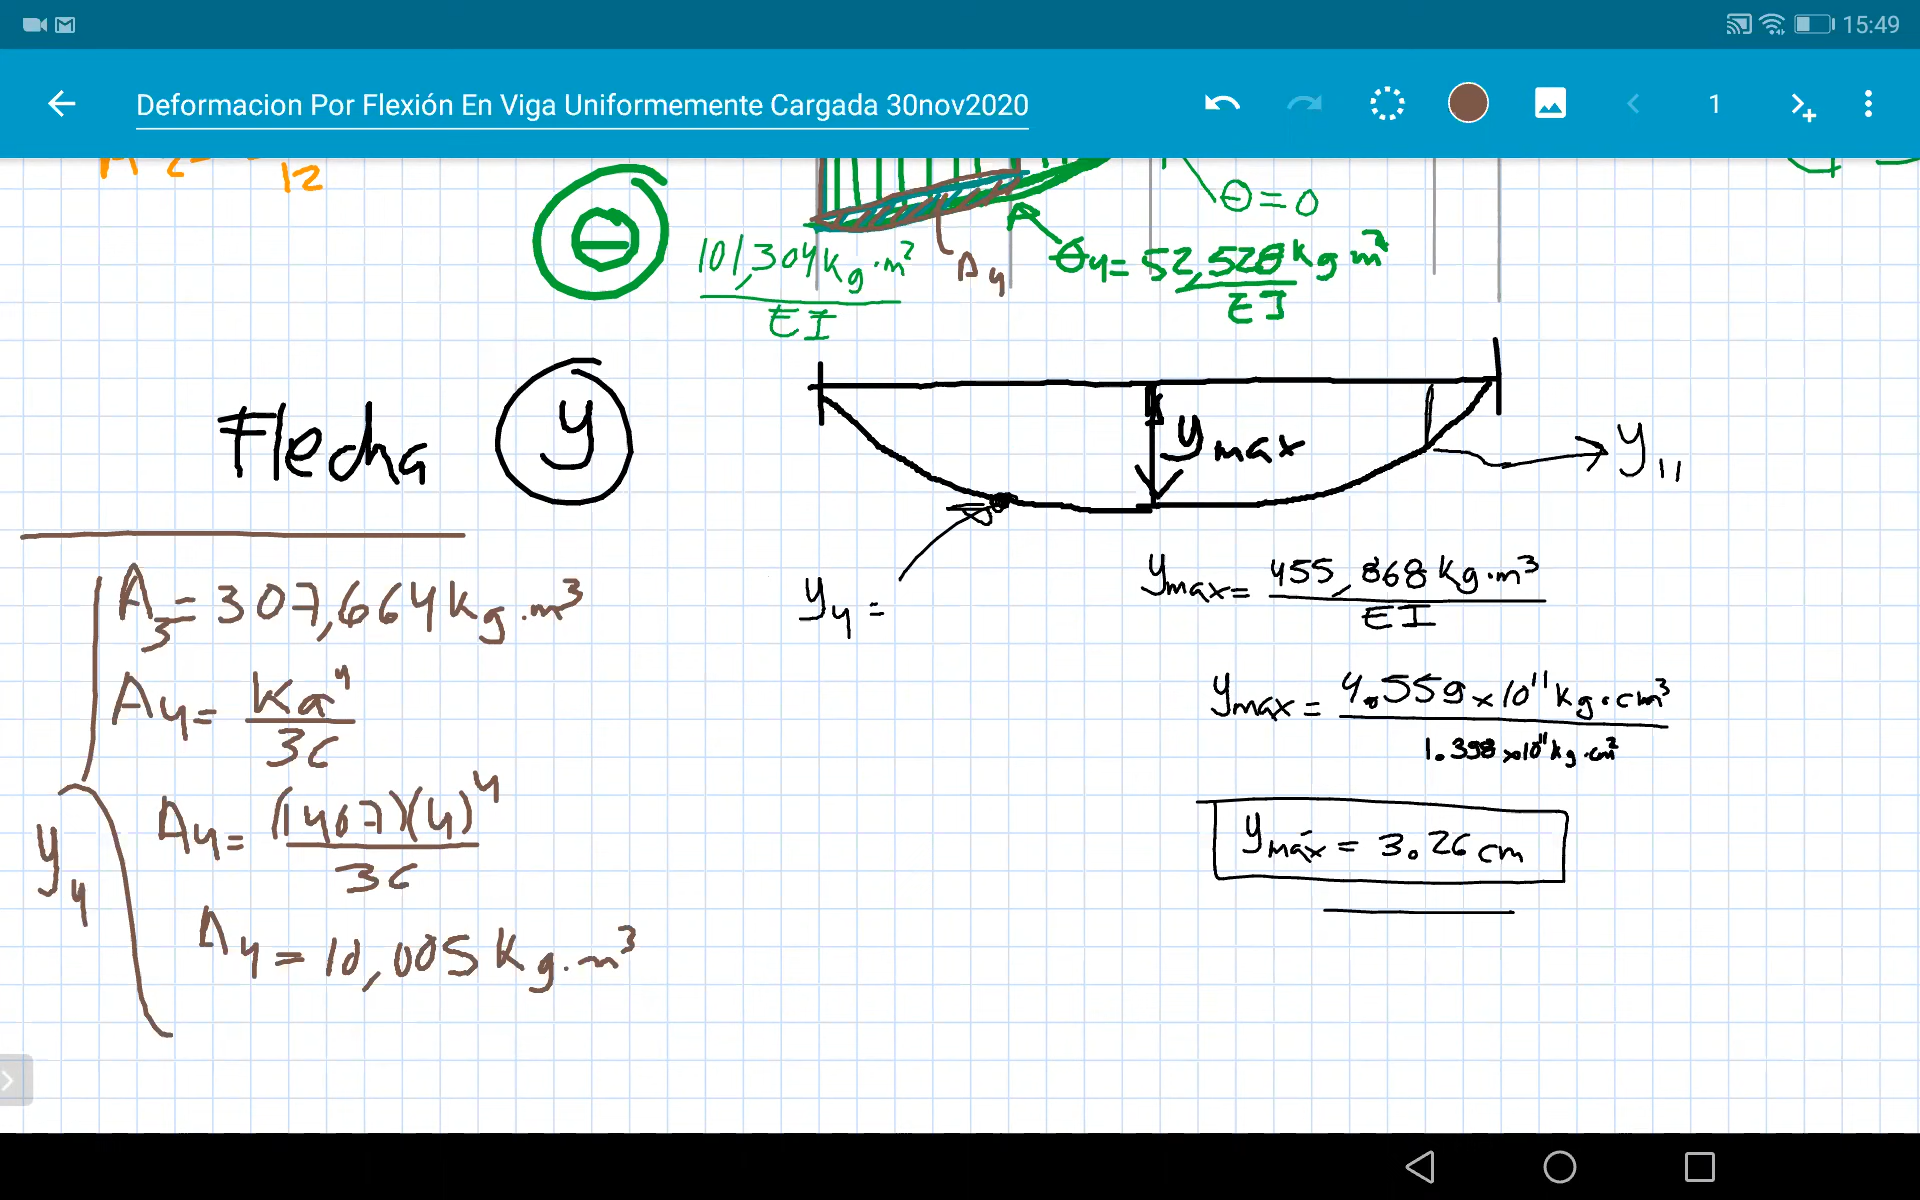 15:49
Deformacion Por Flexión En Viga Uniformemente Cargada 30nov2020
1
12
θ = 0
101,304 kg·m²
EI
A₄
θ₄ = 52,528 kg m²
EI
Flecha
y
y max
y₁₁
A₃ = 307,664 kg·m³
y₄ =
ymax = 455,868 kg·m³
EI
A₄ = Ka⁴
36
ymax = 4.559 x 10¹¹ kg·cm³
1.398 x 10¹¹ kg·cm²
A₄ = (1407)(4)⁴
36
y₄
ymáx = 3.26 cm
A₄ = 10,005 kg·m³